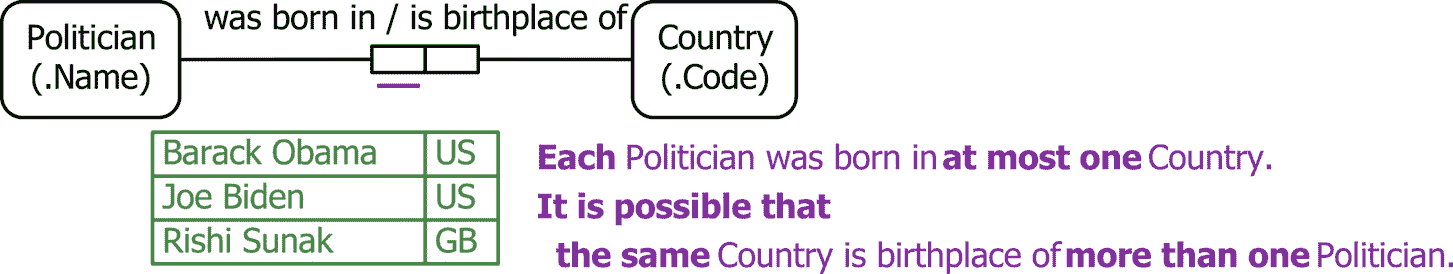 was born in / is birthplace of
Politician
(.Name)
Country
(.Code)
Barack Obama US
Joe Biden US
Rishi Sunak GB
Each Politician was born in at most one Country.
It is possible that
the same Country is birthplace of more than one Politician.